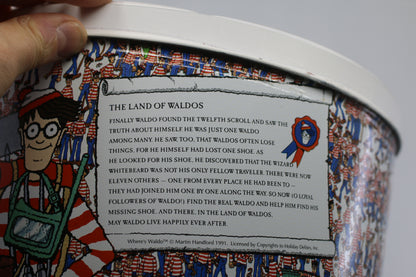 THE LAND OF WALDOS
FINALLY WALDO FOUND THE TWELFTH SCROLL AND SAW THE
TRUTH ABOUT HIMSELF. HE WAS JUST ONE WALDO
AMONG MANY. HE SAW TOO, THAT WALDOS OFTEN LOSE
THINGS, FOR HE HIMSELF HAD LOST ONE SHOE. AS
HE LOOKED FOR HIS SHOE, HE DISCOVERED THAT WIZARD
WHITEBEARD WAS NOT HIS ONLY FELLOW TRAVELER. THERE WERE NOW
ELEVEN OTHERS — ONE FROM EVERY PLACE HE HAD BEEN TO —
THEY HAD JOINED HIM ONE BY ONE ALONG THE WAY. SO NOW (O LOYAL
FOLLOWERS OF WALDO!) FIND THE REAL WALDO AND HELP HIM FIND HIS
MISSING SHOE. AND THERE, IN THE LAND OF WALDOS,
MAY WALDO LIVE HAPPILY EVER AFTER.
Where's Waldo™ © Martin Handford 1991. Licensed by Copyrights to Holiday Delites, Inc.